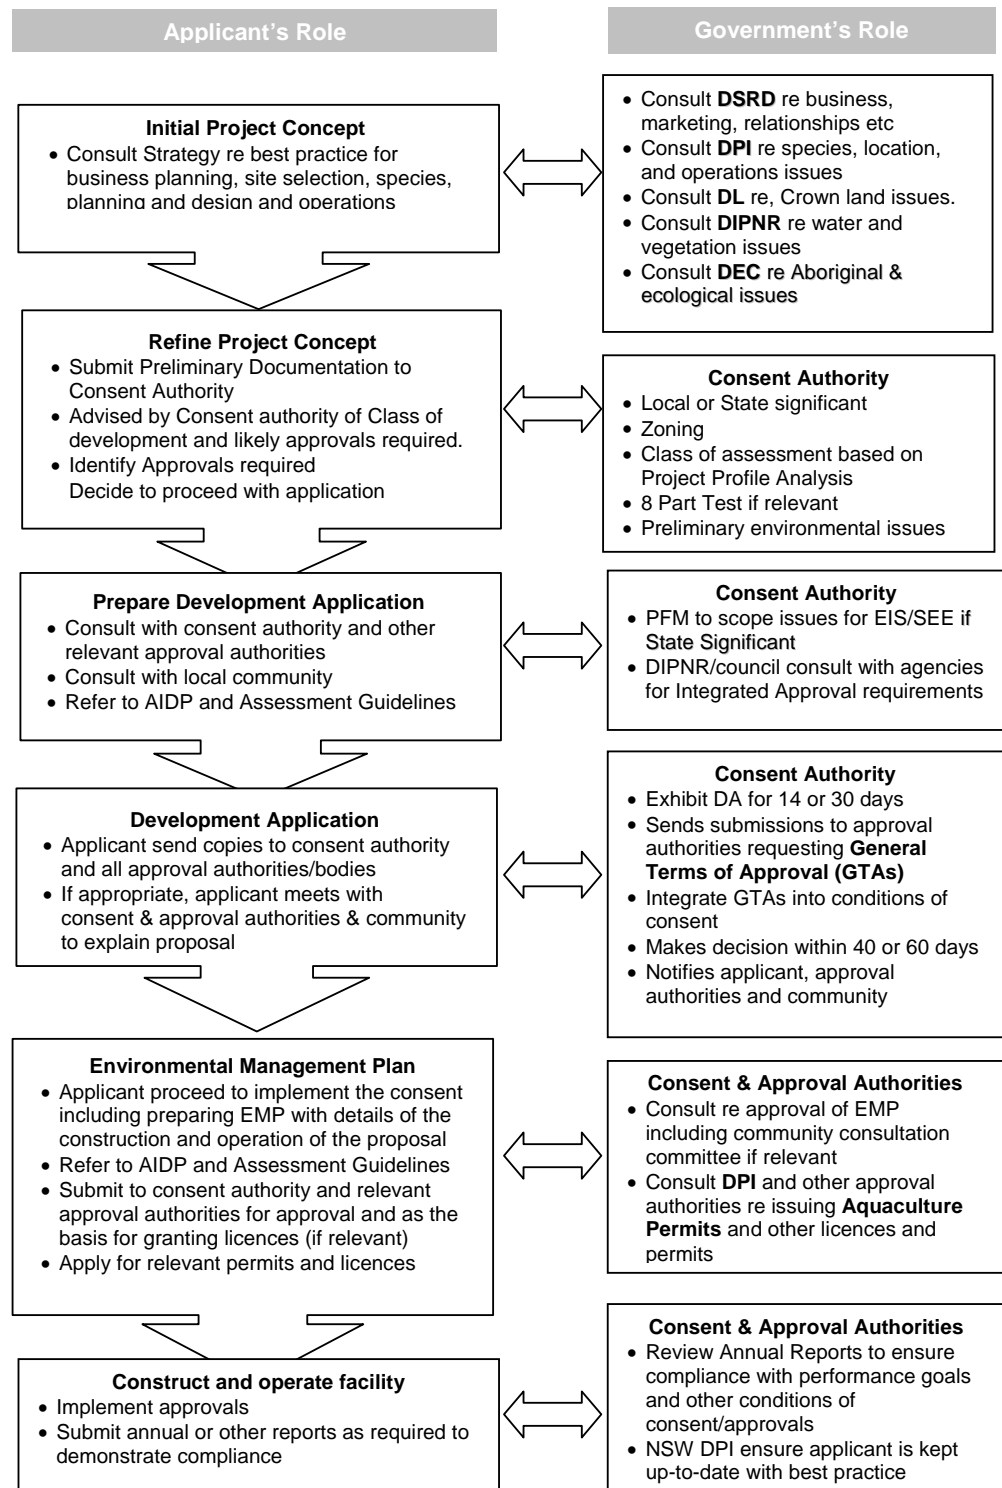 Applicant's Role
Government's Role
Initial Project Concept
• Consult Strategy re best practice for
business planning, site selection, species,
planning and design and operations
• Consult DSRD re business,
marketing, relationships etc
• Consult DPI re species, location,
and operations issues
• Consult DL re, Crown land issues.
• Consult DIPNR re water and
vegetation issues
• Consult DEC re Aboriginal &
ecological issues
Refine Project Concept
• Submit Preliminary Documentation to
Consent Authority
• Advised by Consent authority of Class of
development and likely approvals required.
• Identify Approvals required
Decide to proceed with application
Consent Authority
• Local or State significant
• Zoning
• Class of assessment based on
Project Profile Analysis
• 8 Part Test if relevant
• Preliminary environmental issues
Prepare Development Application
• Consult with consent authority and other
relevant approval authorities
• Consult with local community
• Refer to AIDP and Assessment Guidelines
Consent Authority
• PFM to scope issues for EIS/SEE if
State Significant
• DIPNR/council consult with agencies
for Integrated Approval requirements
Development Application
• Applicant send copies to consent authority
and all approval authorities/bodies
• If appropriate, applicant meets with
consent & approval authorities & community
to explain proposal
Consent Authority
• Exhibit DA for 14 or 30 days
• Sends submissions to approval
authorities requesting General
Terms of Approval (GTAs)
• Integrate GTAs into conditions of
consent
• Makes decision within 40 or 60 days
• Notifies applicant, approval
authorities and community
Environmental Management Plan
• Applicant proceed to implement the consent
including preparing EMP with details of the
construction and operation of the proposal
• Refer to AIDP and Assessment Guidelines
• Submit to consent authority and relevant
approval authorities for approval and as the
basis for granting licences (if relevant)
• Apply for relevant permits and licences
Consent & Approval Authorities
• Consult re approval of EMP
including community consultation
committee if relevant
• Consult DPI and other approval
authorities re issuing Aquaculture
Permits and other licences and
permits
Construct and operate facility
• Implement approvals
• Submit annual or other reports as required to
demonstrate compliance
Consent & Approval Authorities
• Review Annual Reports to ensure
compliance with performance goals
and other conditions of
consent/approvals
• NSW DPI ensure applicant is kept
up-to-date with best practice